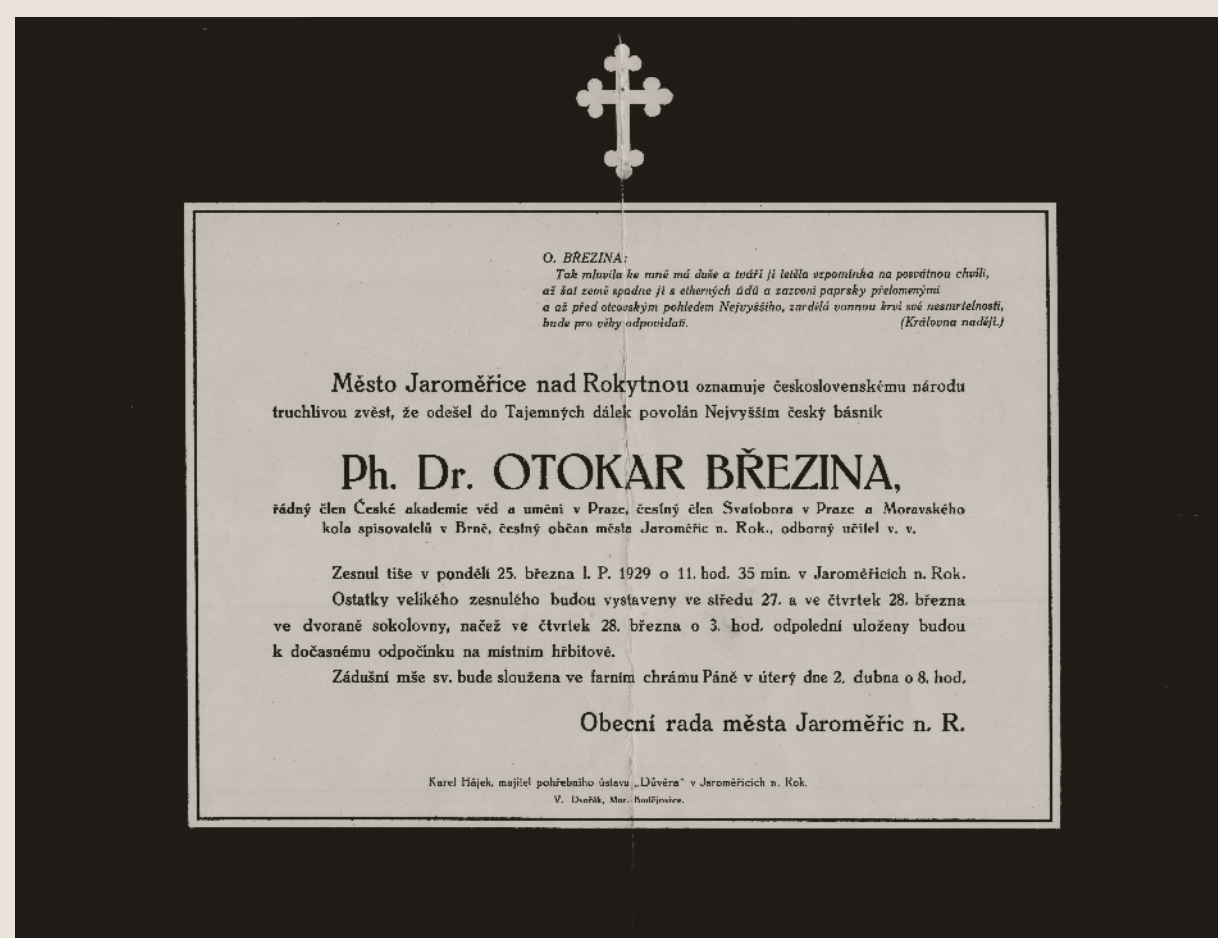 O. BŘEZINA:
Tak mluvila ke mně má duše a tváří jí letěla vzpomínka na posvátnou chvíli,
až šat země spadne jí s etherných údů a zazvoní paprsky přelomenými
a až před otcovským pohledem Nejvyššího, zardělá vonnou krví své nesmrtelnosti,
bude pro věky odpovídati. (Královna nadějí.)
Město Jaroměřice nad Rokytnou oznamuje československému národu
truchlivou zvěst, že odešel do Tajemných dálek povolán Nejvyšším český básník
Ph. Dr. OTOKAR BŘEZINA,
řádný člen České akademie věd a umění v Praze, čestný člen Svatobora v Praze a Moravského
kola spisovatelů v Brně, čestný občan města Jaroměřic n. Rok., odborný učitel v. v.
Zesnul tiše v pondělí 25. března l. P. 1929 o 11. hod. 35 min. v Jaroměřicích n. Rok.
Ostatky velikého zesnulého budou vystaveny ve středu 27. a ve čtvrtek 28. března
ve dvoraně sokolovny, načež ve čtvrtek 28. března o 3. hod. odpolední uloženy budou
k dočasnému odpočinku na místním hřbitově.
Zádušní mše sv. bude sloužena ve farním chrámu Páně v úterý dne 2. dubna o 8. hod.
Obecní rada města Jaroměřic n. R.
Karel Hájek, majitel pohřebního ústavu „Důvěra“ v Jaroměřicích n. Rok.
V. Dvořák, Mor. Budějovice.